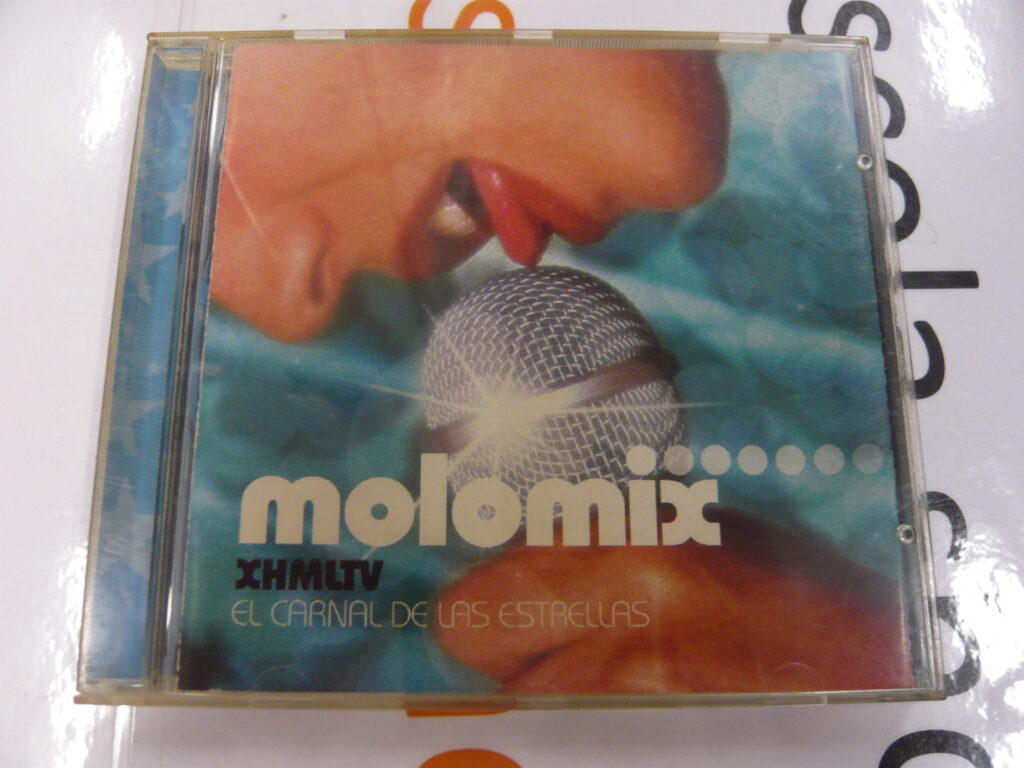 molomix
XHMLTV
EL CARNAL DE LAS ESTRELLAS